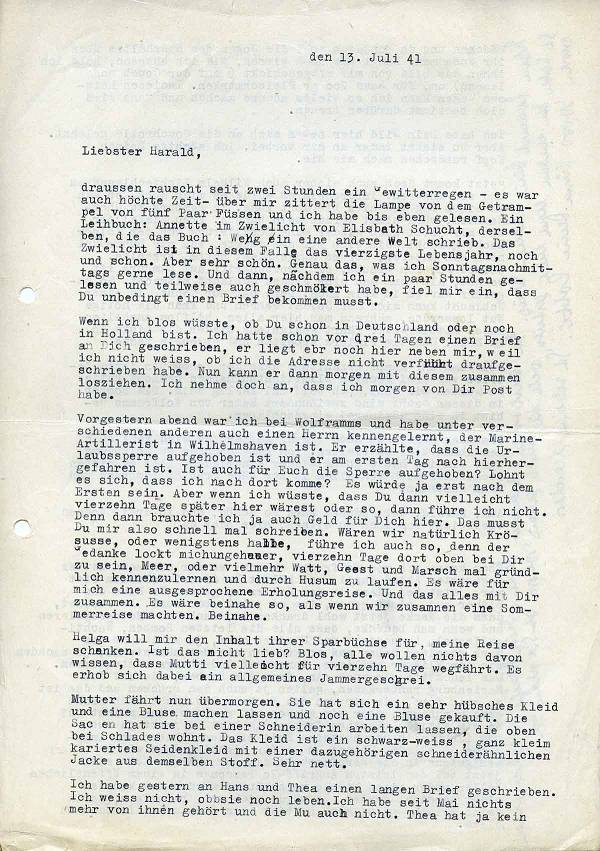 den 13. Juli 41
Liebster Harald,
draussen rauscht seit zwei Stunden ein Gewitterregen - es war
auch höchte Zeit- über mir zittert die Lampe von dem Getram-
pel von fünf Paar Füssen und ich habe bis eben gelesen. Ein
Leihbuch: Annette im Zwielicht von Elisbath Schucht, dersel-
ben, die das Buch : Weg in eine andere Welt schrieb. Das
Zwielicht ist in diesem Falle das vierzigste Lebensjahr, noch
und schon. Aber sehr schön. Genau das, was ich Sonntagsnachmit-
tags gerne lese. Und dann, nachdem ich ein paar Stunden ge-
lesen und teilweise auch geschmökert habe, fiel mir ein, dass
Du unbedingt einen Brief bekommen musst.
Wenn ich blos wüsste, ob Du schon in Deutschland oder noch
in Holland bist. Ich hatte schon vor drei Tagen einen Brief
an Dich geschrieben, er liegt ebr noch hier neben mir, weil
ich nicht weiss, ob ich die Adresse nicht verfrüht draufge-
schrieben habe. Nun kann er dann morgen mit diesem zusammen
losziehen. Ich nehme doch an, dass ich morgen von Dir Post
habe.
Vorgestern abend war ich bei Wolframms und habe unter ver-
schiedenen anderen auch einen Herrn kennengelernt, der Marine-
Artillerist in Wilhelmshaven ist. Er erzählte, dass die Ur-
laubssperre aufgehoben ist und er am ersten Tag nach hierher-
gefahren ist. Ist auch für Euch die Sperre aufgehoben? Lohnt
es sich, dass ich nach dort komme? Es würde ja erst nach dem
Ersten sein. Aber wenn ich wüsste, dass Du dann vielleicht
vierzehn Tage später hier wärest oder so, dann führe ich nicht.
Denn dann brauchte ich ja auch Geld für Dich hier. Das musst
Du mir also schnell mal schreiben. Wären wir natürlich Krö-
susse, oder wenigstens halbe, führe ich auch so, denn der
Gedanke lockt michungeheuer, vierzehn Tage dort oben bei Dir
zu sein, Meer, oder vielmehr Watt, Geest und Marsch mal gründ-
lich kennenzulernen und durch Husum zu laufen. Es wäre für
mich eine ausgesprochene Erholungsreise. Und das alles mit Dir
zusammen. Es wäre beinahe so, als wenn wir zusamnen eine Som-
merreise machten. Beinahe.
Helga will mir den Inhalt ihrer Sparbüchse für, meine Reise
schenken. Ist das nicht lieb? Blos, alle wollen nichts davon
wissen, dass Mutti vielleicht für vierzehn Tage wegfährt. Es
erhob sich dabei ein allgemeines Jammergeschrei.
Mutter fährt nun übermorgen. Sie hat sich ein sehr hübsches Kleid
und eine Bluse machen lassen und noch eine Bluse gekauft. Die
Sac en hat sie bei einer Schneiderin arbeiten lassen, die oben
bei Schlades wohnt. Das Kleid ist ein schwarz-weiss , ganz kleim
kariertes Seidenkleid mit einer dazugehörigen schneiderähnlichen
Jacke aus demselben Stoff. Sehr nett.
Ich habe gestern an Hans und Thea einen langen Brief geschrieben.
Ich weiss nicht, obbsie noch leben.Ich habe seit Mai nichts
mehr von ihnen gehört und die Mu auch nicht. Thea hat ja kein